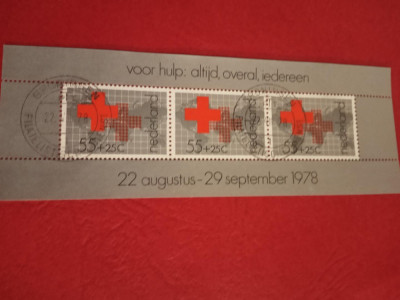 voor hulp: altijd, overal, iedereen
55+25c nederland
55+25c nederland
55+25c nederland
22 augustus-29 september 1978